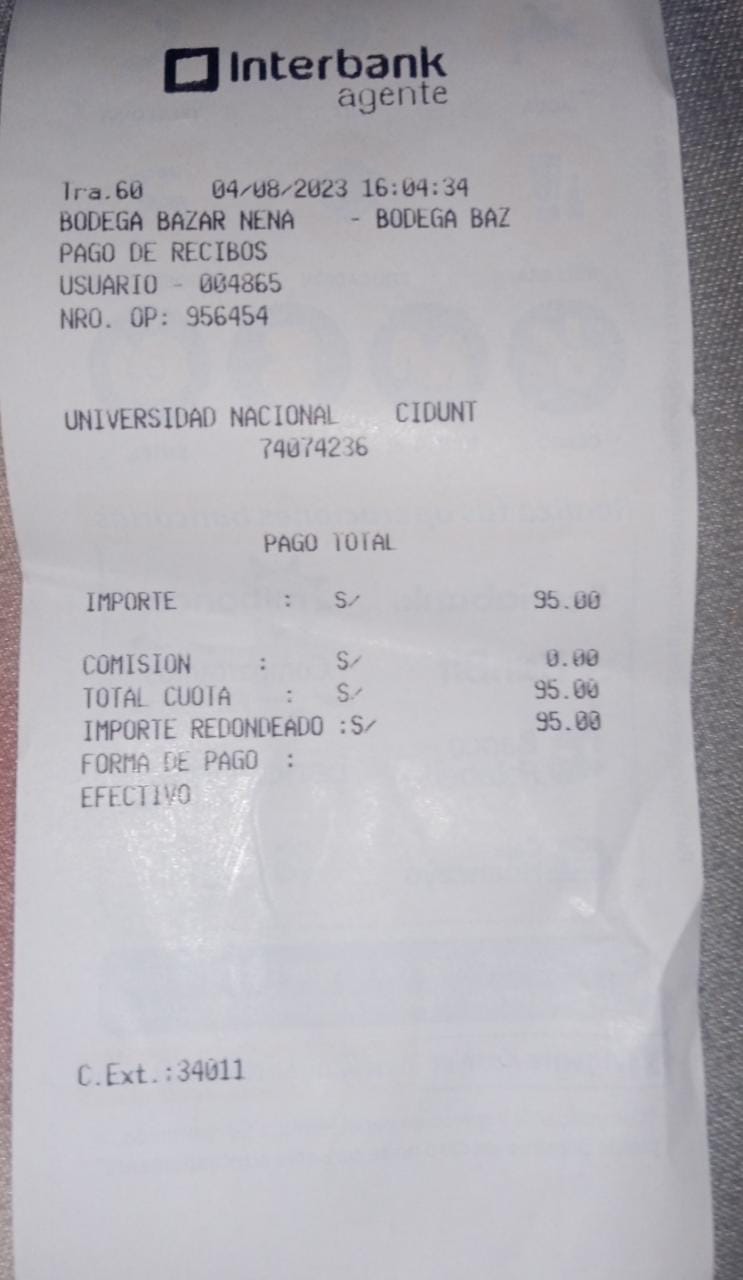 Interbank
agente
Tra.60 04/08/2023 16:04:34
BODEGA BAZAR NENA - BODEGA BAZ
PAGO DE RECIBOS
USUARIO - 004865
NRO. OP: 956454
UNIVERSIDAD NACIONAL CIDUNT
74074236
PAGO TOTAL
IMPORTE : S/ 95.00
COMISION : S/ 0.00
TOTAL CUOTA : S/ 95.00
IMPORTE REDONDEADO :S/ 95.00
FORMA DE PAGO :
EFECTIVO
C.Ext.:34011